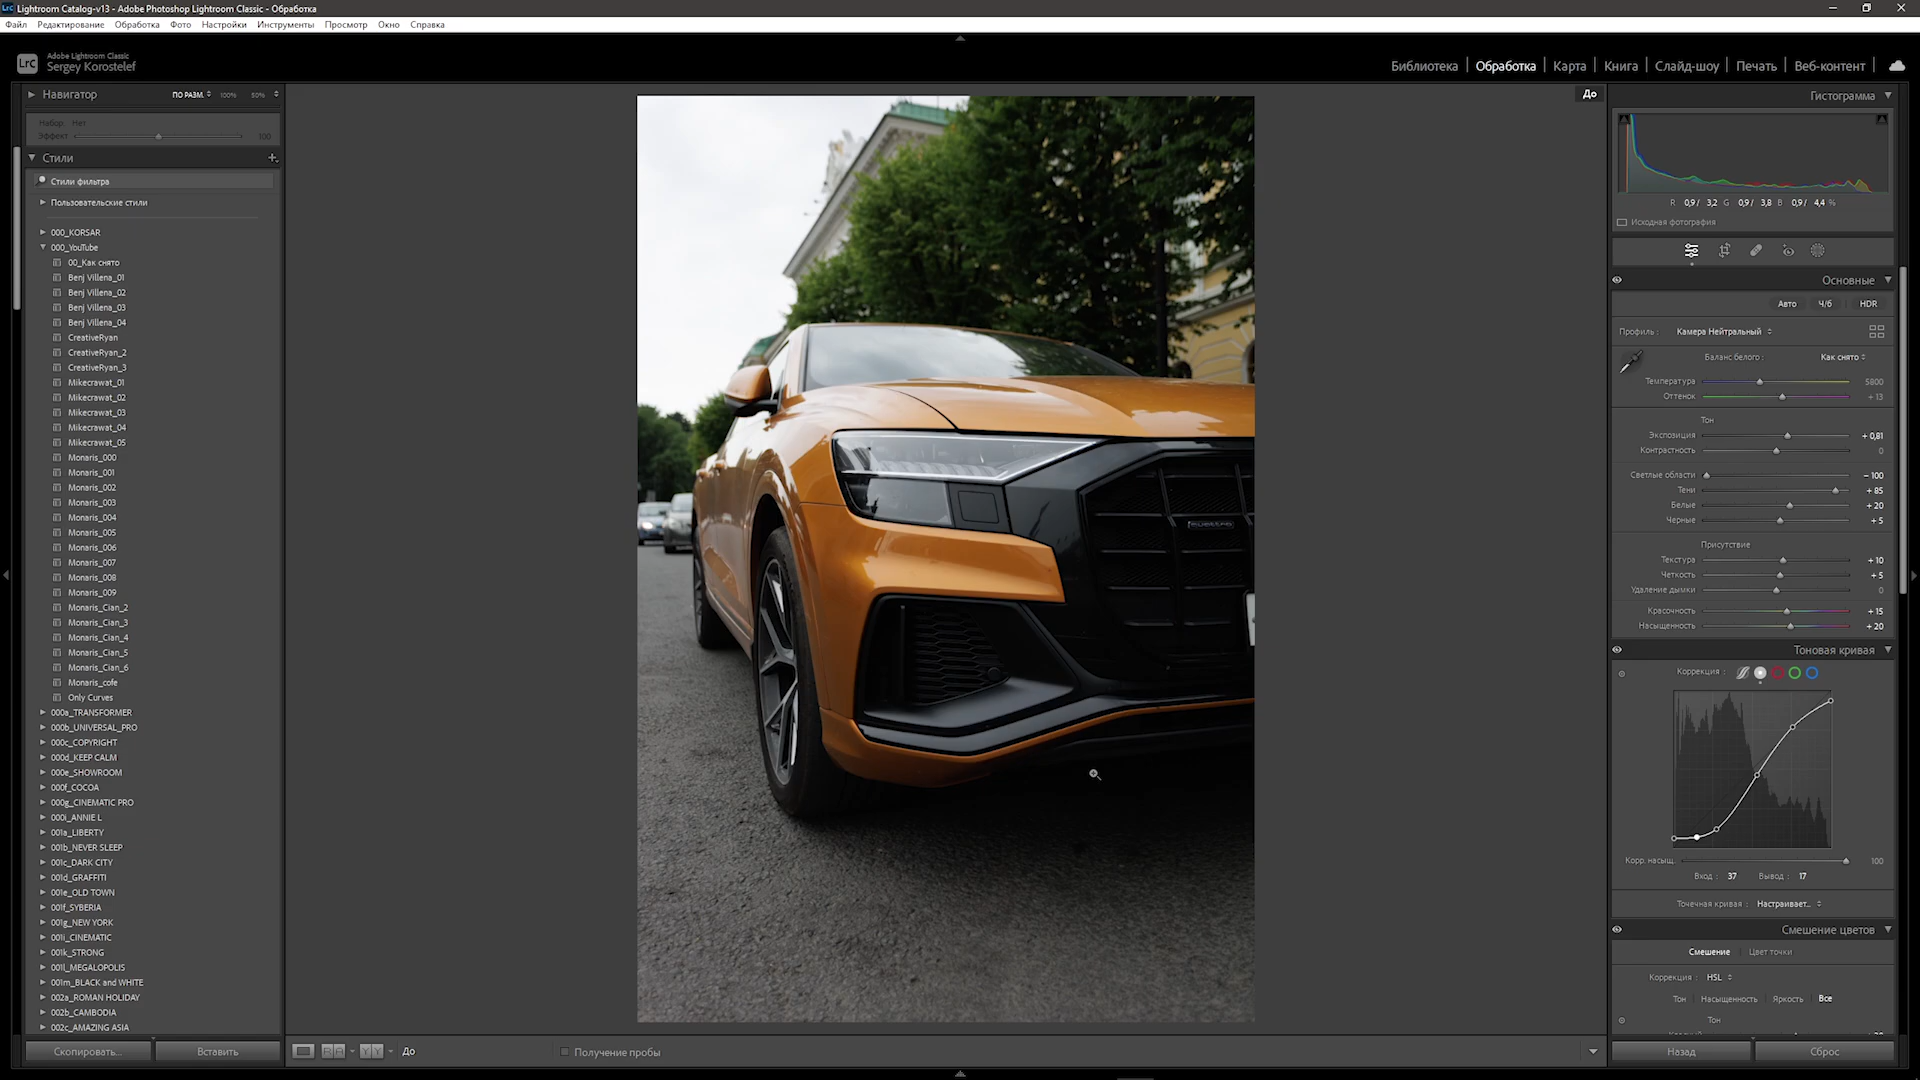 Lightroom Catalog-v13 - Adobe Photoshop Lightroom Classic - Обработка
Файл Редактирование Обработка Фото Настройки Инструменты Просмотр Окно Справка
LrC Adobe Lightroom Classic
Sergey Korostelef
Библиотека | Обработка | Карта | Книга | Слайд-шоу | Печать | Веб-контент
Навигатор ПО РАЗМ. 100% 50%
Набор: Нет
Эффект 100
Стили
Стили фильтра
Пользовательские стили
000_KORSAR
000_YouTube
00_Как снято
Benj Villena_01
Benj Villena_02
Benj Villena_03
Benj Villena_04
CreativeRyan
CreativeRyan_2
CreativeRyan_3
Mikecrawat_01
Mikecrawat_02
Mikecrawat_03
Mikecrawat_04
Mikecrawat_05
Monaris_000
Monaris_001
Monaris_002
Monaris_003
Monaris_004
Monaris_005
Monaris_006
Monaris_007
Monaris_008
Monaris_009
Monaris_Cian_2
Monaris_Cian_3
Monaris_Cian_4
Monaris_Cian_5
Monaris_Cian_6
Monaris_cofe
Only Curves
000a_TRANSFORMER
000b_UNIVERSAL_PRO
000c_COPYRIGHT
000d_KEEP CALM
000e_SHOWROOM
000f_COCOA
000g_CINEMATIC PRO
000i_ANNIE L
001a_LIBERTY
001b_NEVER SLEEP
001c_DARK CITY
001d_GRAFFITI
001e_OLD TOWN
001f_SYBERIA
001g_NEW YORK
001i_CINEMATIC
001k_STRONG
001l_MEGALOPOLIS
001m_BLACK and WHITE
002a_ROMAN HOLIDAY
002b_CAMBODIA
002c_AMAZING ASIA
Скопировать... Вставить
До
quattro
До
Получение пробы
Гистограмма
R 0,9 / 3,2 G 0,9 / 3,8 B 0,9 / 4,4 %
Исходная фотография
Основные
Авто Ч/б HDR
Профиль: Камера Нейтральный
Баланс белого: Как снято
Температура 5800
Оттенок + 13
Тон
Экспозиция + 0,81
Контрастность 0
Светлые области − 100
Тени + 85
Белые + 20
Черные + 5
Присутствие
Текстура + 10
Четкость + 5
Удаление дымки 0
Красочность + 15
Насыщенность + 20
Тоновая кривая
Коррекция:
Корр. насыщ. 100
Вход: 37 Вывод: 17
Точечная кривая: Настраивает...
Смешение цветов
Смешение Цвет точки
Коррекция: HSL
Тон Насыщенность Яркость Все
Тон
Назад Сброс